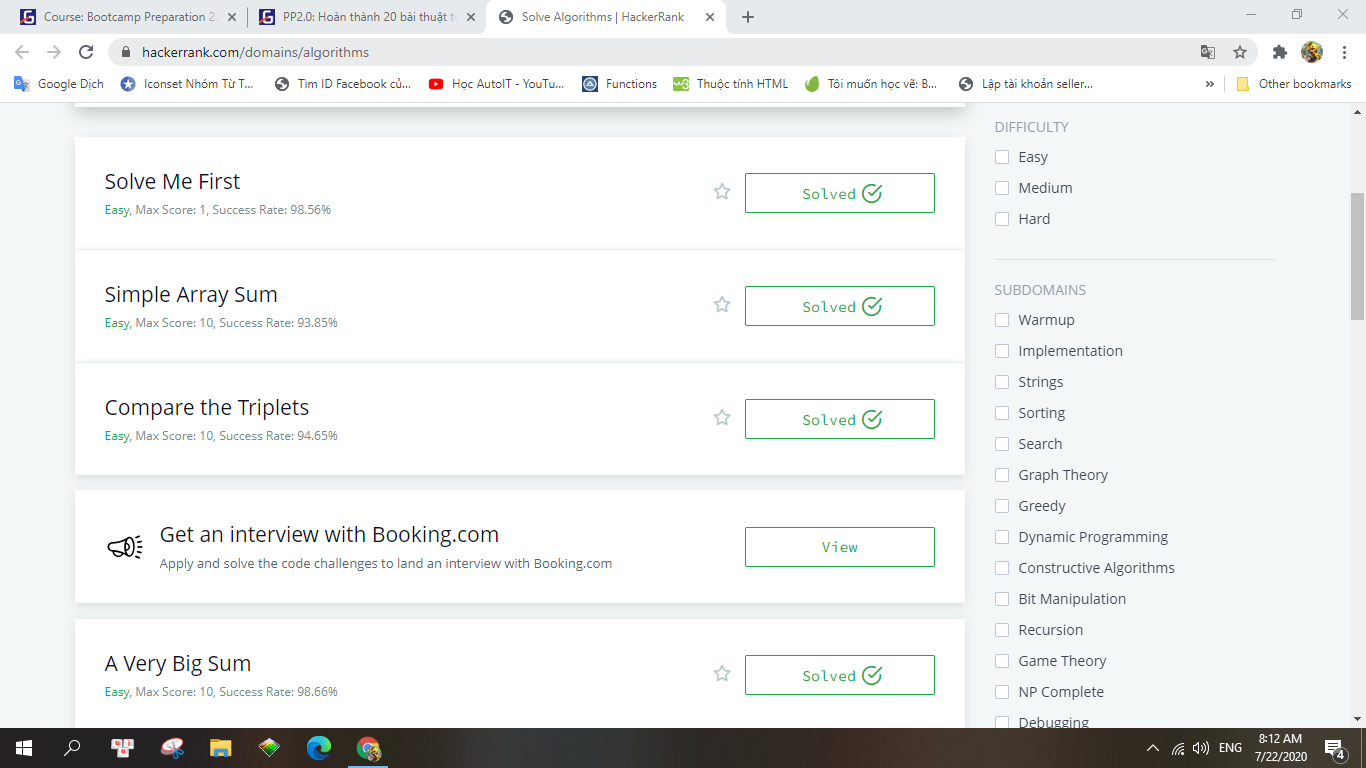 Course: Bootcamp Preparation 2.
PP2.0: Hoàn thành 20 bài thuật to
Solve Algorithms | HackerRank
hackerrank.com/domains/algorithms
Google Dịch
Iconset Nhóm Từ T...
Tìm ID Facebook củ...
Học AutoIT - YouTu...
Functions
Thuộc tính HTML
Tôi muốn học vẽ: B...
Lập tài khoản seller...
»
Other bookmarks
Solve Me First
Easy, Max Score: 1, Success Rate: 98.56%
Solved
Simple Array Sum
Easy, Max Score: 10, Success Rate: 93.85%
Solved
Compare the Triplets
Easy, Max Score: 10, Success Rate: 94.65%
Solved
Get an interview with Booking.com
Apply and solve the code challenges to land an interview with Booking.com
View
A Very Big Sum
Easy, Max Score: 10, Success Rate: 98.66%
Solved
DIFFICULTY
Easy
Medium
Hard
SUBDOMAINS
Warmup
Implementation
Strings
Sorting
Search
Graph Theory
Greedy
Dynamic Programming
Constructive Algorithms
Bit Manipulation
Recursion
Game Theory
NP Complete
Debugging
ENG
8:12 AM
7/22/2020
4